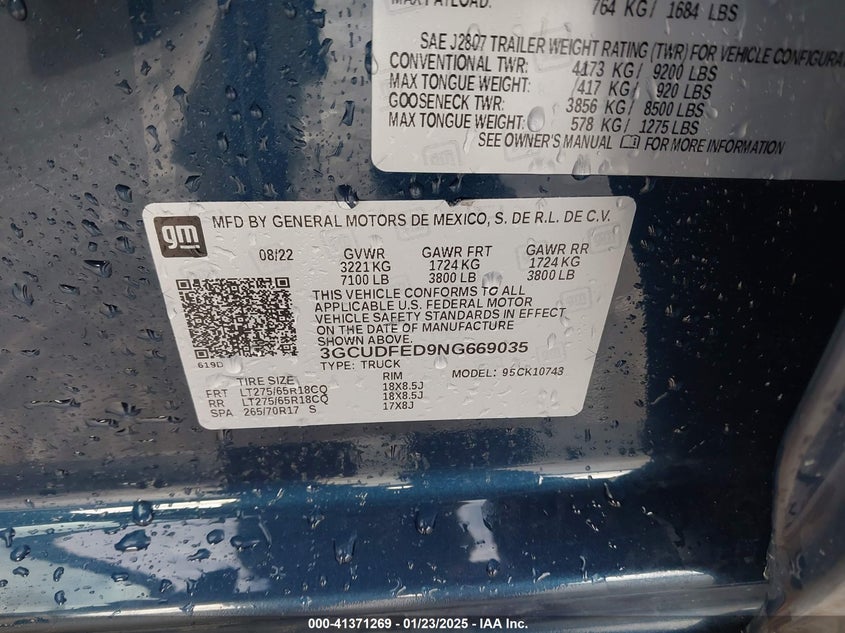 MAX PAYLOAD: 764 KG/ 1684 LBS
SAE J2807 TRAILER WEIGHT RATING (TWR) FOR VEHICLE
CONVENTIONAL TWR: 4173 KG/ 9200 LBS
MAX TONGUE WEIGHT: 417 KG/ 920 LBS
GOOSENECK TWR: 3856 KG/ 8500 LBS
MAX TONGUE WEIGHT: 578 KG/ 1275 LBS
SEE OWNER'S MANUAL FOR MORE INFORMATION
gm
MFD BY GENERAL MOTORS DE MEXICO, S. DE R.L. DE C.V.
08/22 GVWR GAWR FRT GAWR RR
3221 KG 1724 KG 1724 KG
7100 LB 3800 LB 3800 LB
THIS VEHICLE CONFORMS TO ALL
APPLICABLE U.S. FEDERAL MOTOR
VEHICLE SAFETY STANDARDS IN EFFECT
ON THE DATE OF MANUFACTURE
SHOWN ABOVE.
3GCUDFED9NG669035
619D TYPE: TRUCK MODEL: 95CK10743
TIRE SIZE RIM
FRT LT275/65R18CQ 18X8.5J
RR LT275/65R18CQ 18X8.5J
SPA 265/70R17 S 17X8J
000-41371269 - 01/23/2025 - IAA Inc.